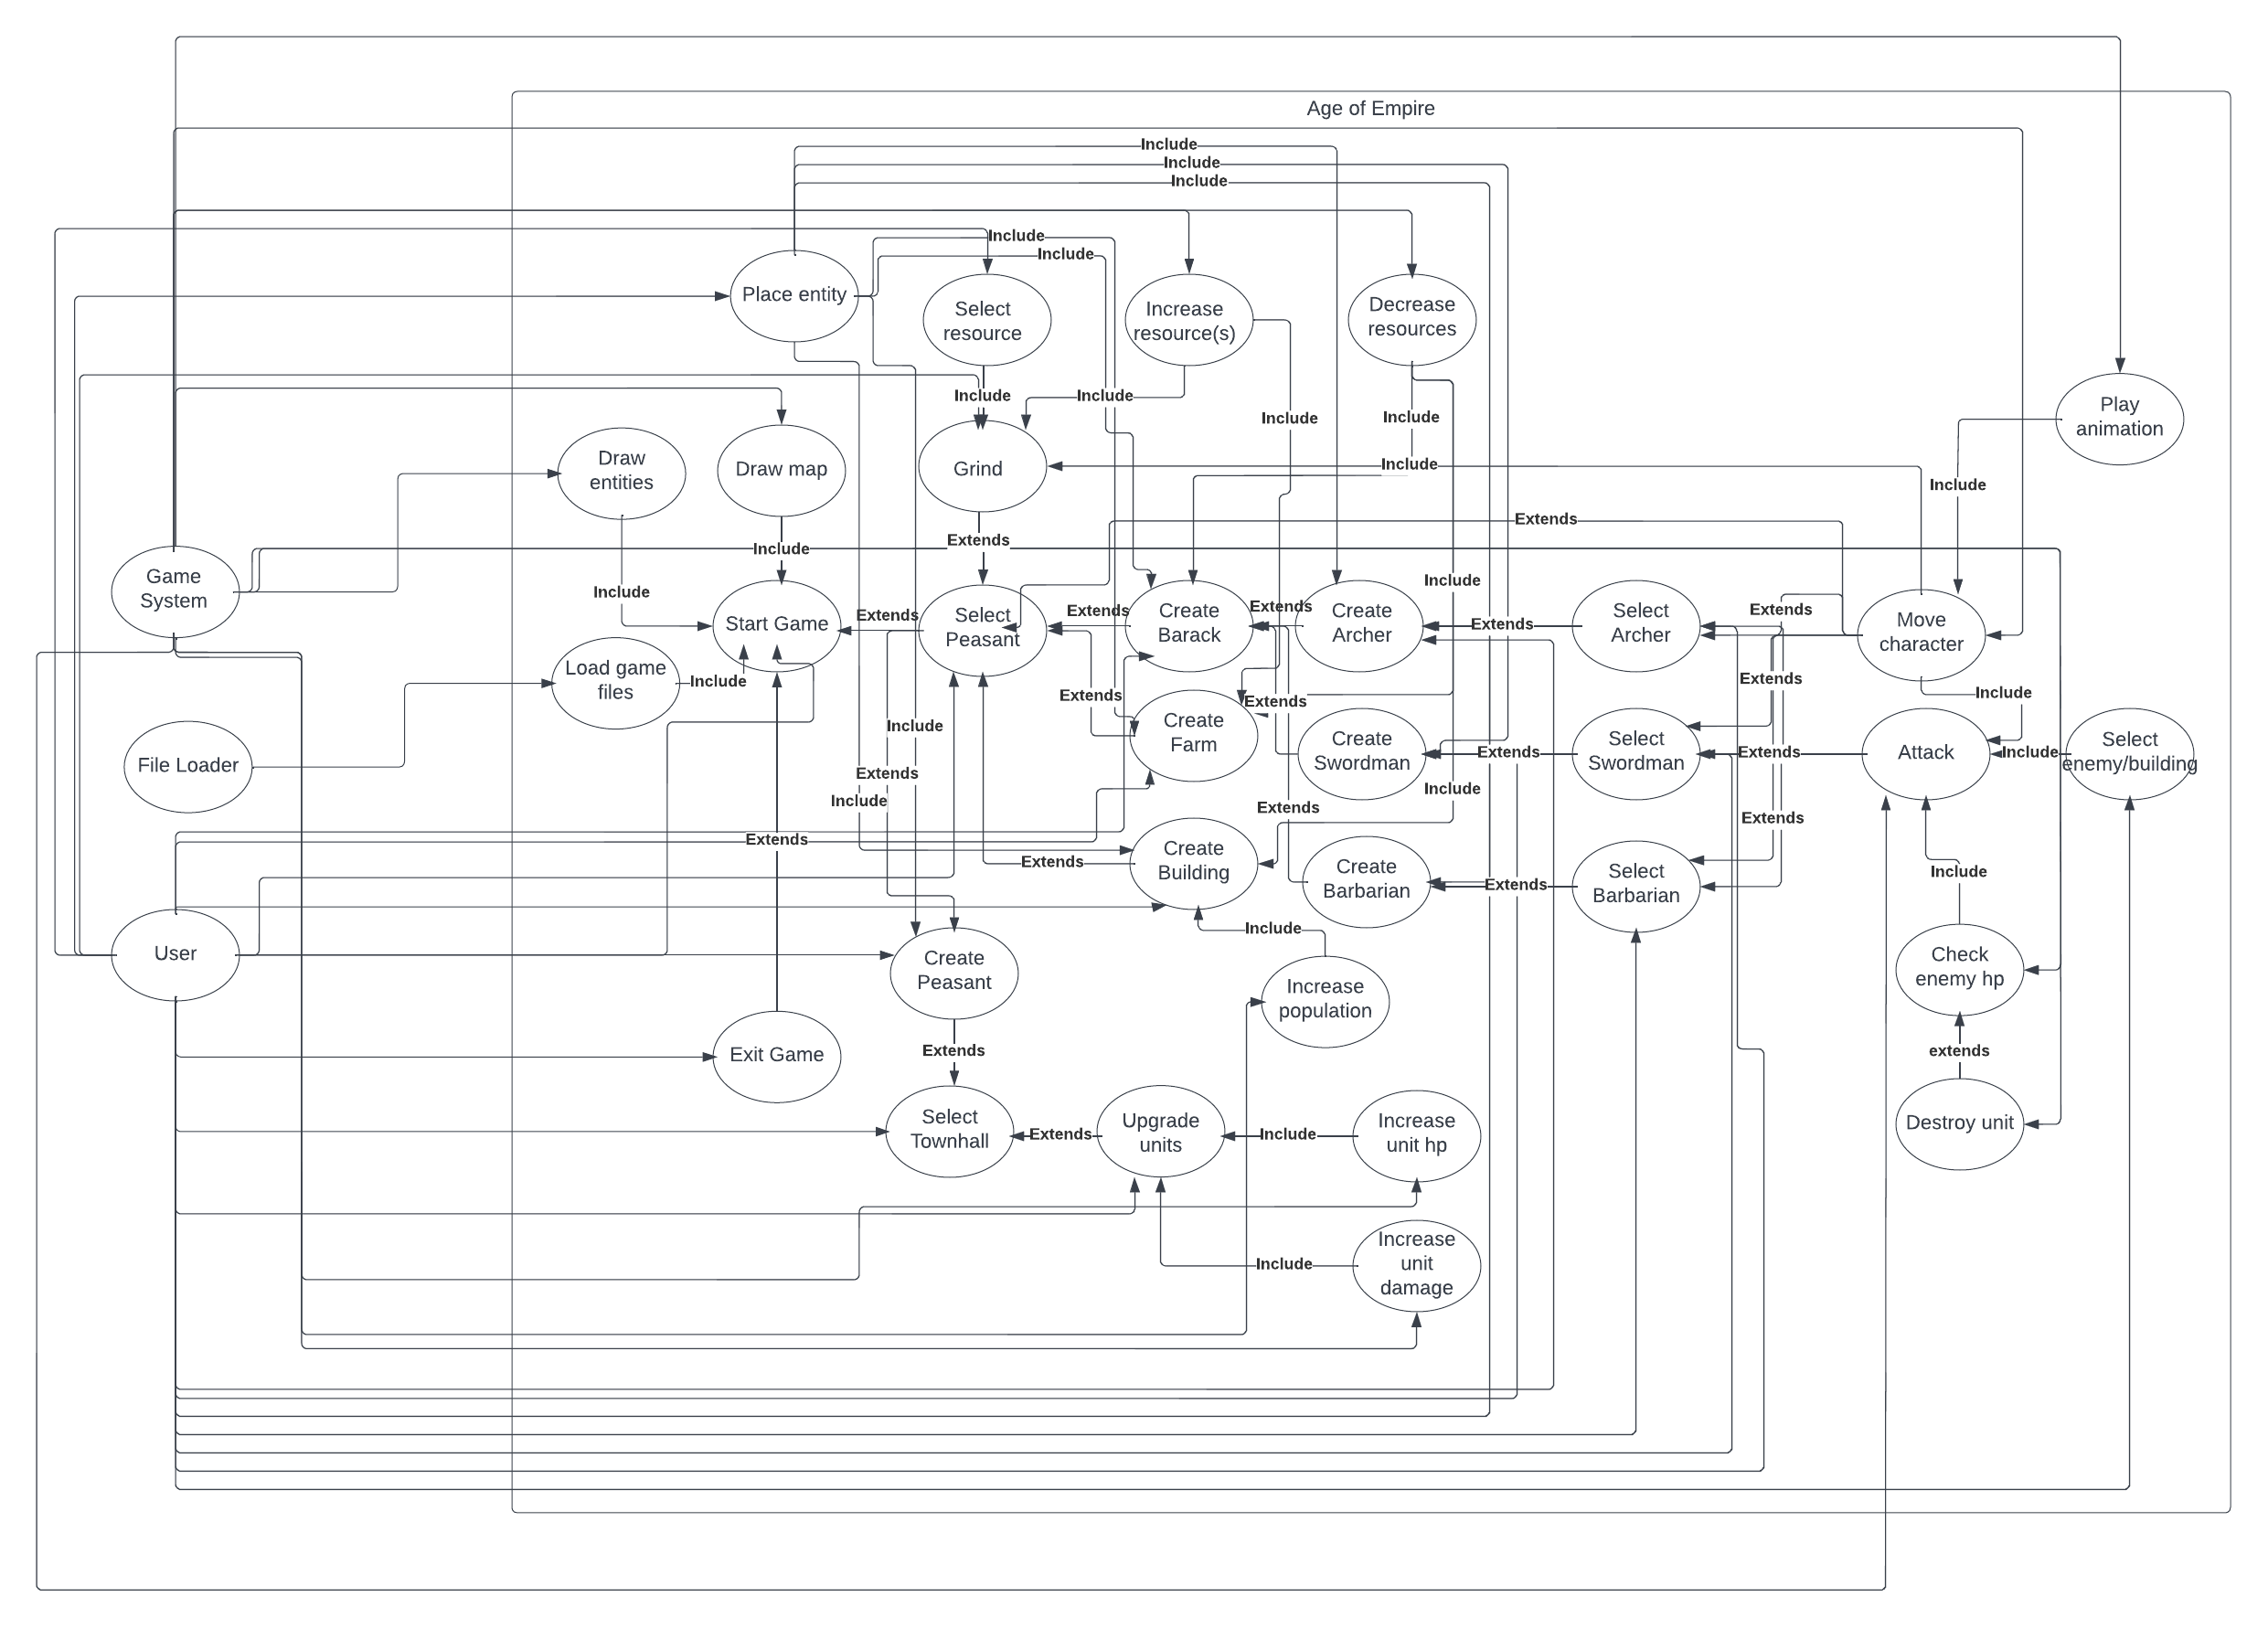 Age of Empire
Include
Include
Include
Include
Include
Place entity
Select
resource
Increase
resource(s)
Decrease
resources
Include
Include
Include
Include
Play
animation
Draw
entities
Draw map
Grind
Include
Include
Extends
Include
Extends
Game
System
Include
Include
Start Game
Extends
Select
Peasant
Extends
Create
Barack
Extends
Create
Archer
Extends
Select
Archer
Extends
Move
character
Load game
files
Include
Extends
Extends
Extends
Include
File Loader
Include
Create
Farm
Create
Swordman
Extends
Select
Swordman
Extends
Attack
Include
Select
enemy/building
Extends
Include
Include
Extends
Extends
Extends
Extends
Create
Building
Create
Barbarian
Extends
Select
Barbarian
Include
User
Create
Peasant
Include
Increase
population
Check
enemy hp
Exit Game
Extends
extends
Select
Townhall
Extends
Upgrade
units
Include
Increase
unit hp
Destroy unit
Include
Increase
unit
damage